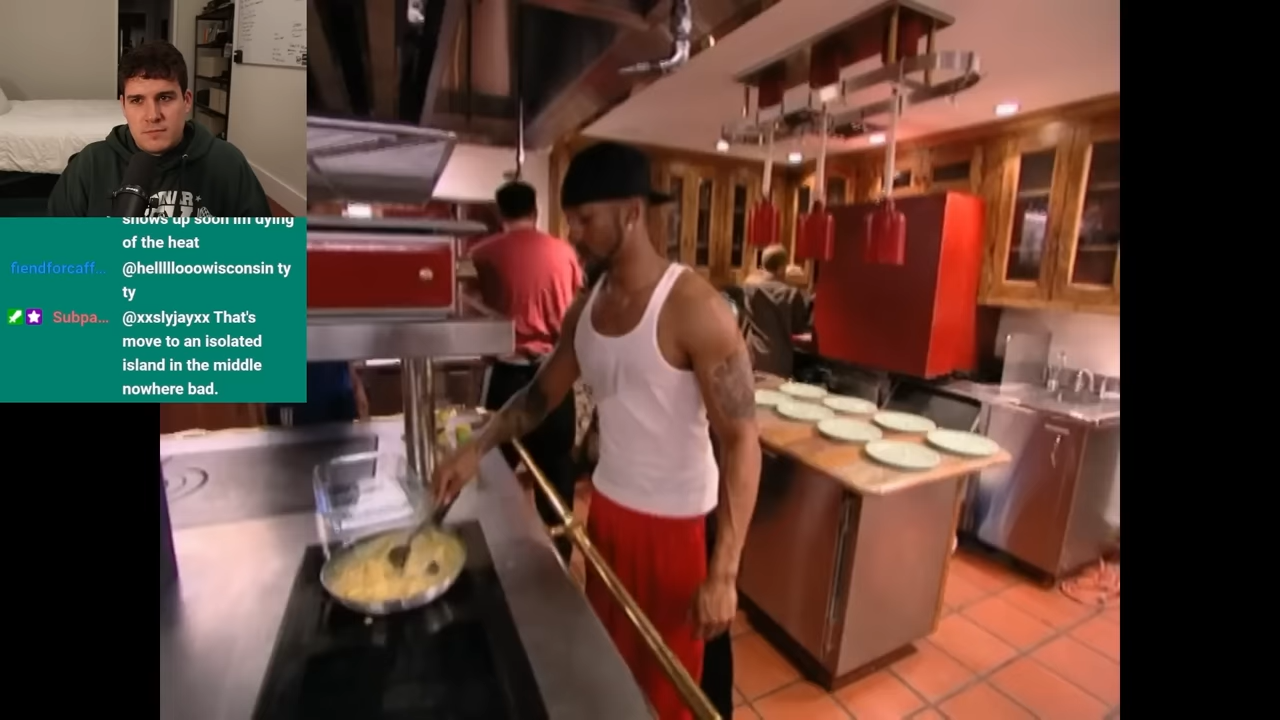 shows up soon im dying
of the heat
fiendforcaff... @helllllooowisconsin ty
ty
Subpa... @xxslyjayxx That's
move to an isolated
island in the middle
nowhere bad.